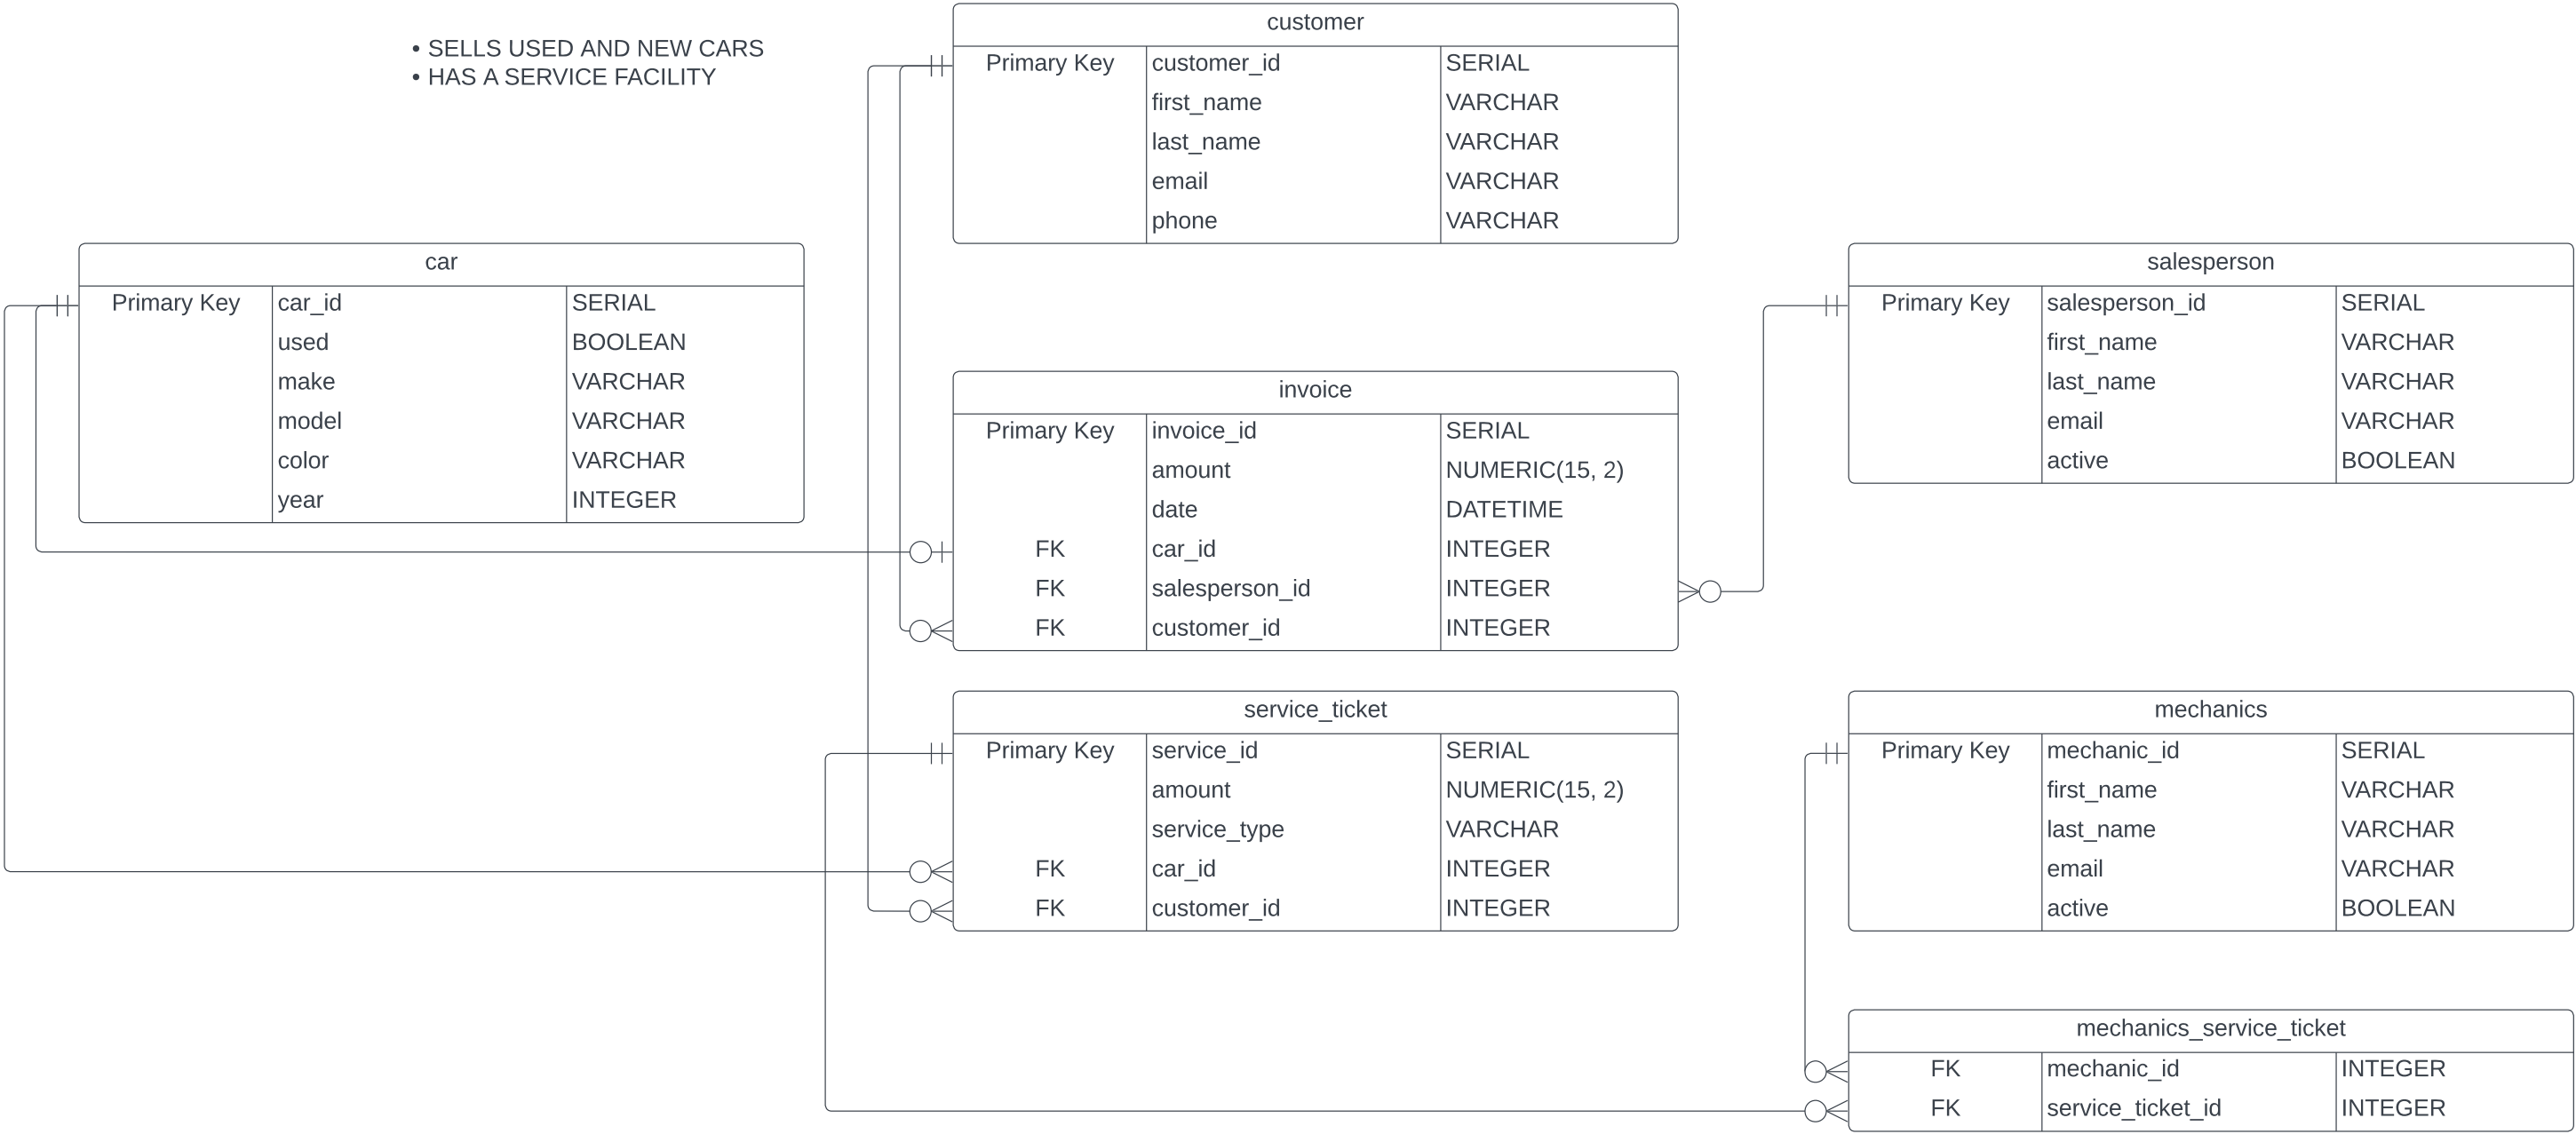 • SELLS USED AND NEW CARS
• HAS A SERVICE FACILITY
customer
Primary Key customer_id SERIAL
first_name VARCHAR
last_name VARCHAR
email VARCHAR
phone VARCHAR
car
Primary Key car_id SERIAL
used BOOLEAN
make VARCHAR
model VARCHAR
color VARCHAR
year INTEGER
salesperson
Primary Key salesperson_id SERIAL
first_name VARCHAR
last_name VARCHAR
email VARCHAR
active BOOLEAN
invoice
Primary Key invoice_id SERIAL
amount NUMERIC(15, 2)
date DATETIME
FK car_id INTEGER
FK salesperson_id INTEGER
FK customer_id INTEGER
service_ticket
Primary Key service_id SERIAL
amount NUMERIC(15, 2)
service_type VARCHAR
FK car_id INTEGER
FK customer_id INTEGER
mechanics
Primary Key mechanic_id SERIAL
first_name VARCHAR
last_name VARCHAR
email VARCHAR
active BOOLEAN
mechanics_service_ticket
FK mechanic_id INTEGER
FK service_ticket_id INTEGER